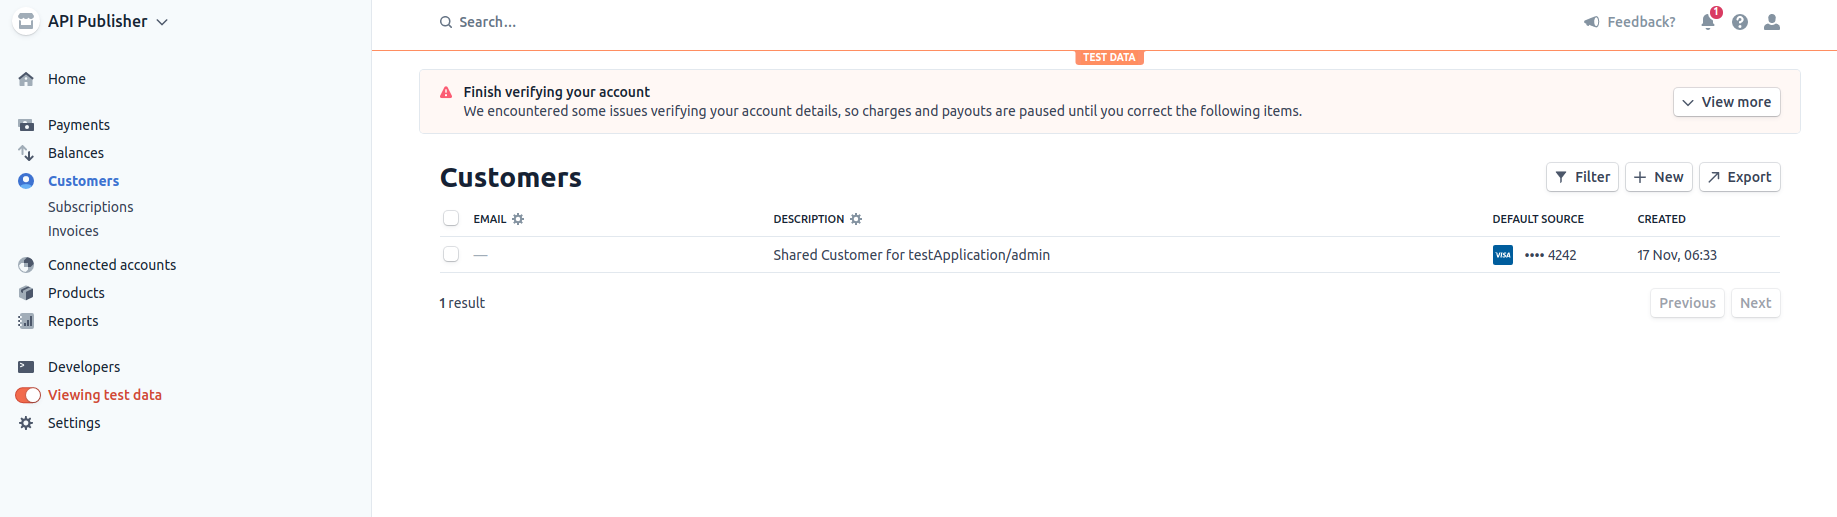 API Publisher
Search...
Feedback?
1
?
TEST DATA
Home
Payments
Balances
Customers
Subscriptions
Invoices
Connected accounts
Products
Reports
Developers
Viewing test data
Settings
Finish verifying your account
We encountered some issues verifying your account details, so charges and payouts are paused until you correct the following items.
View more
Customers
Filter
New
Export
EMAIL DESCRIPTION DEFAULT SOURCE CREATED
— Shared Customer for testApplication/admin VISA •••• 4242 17 Nov, 06:33
1 result
Previous
Next